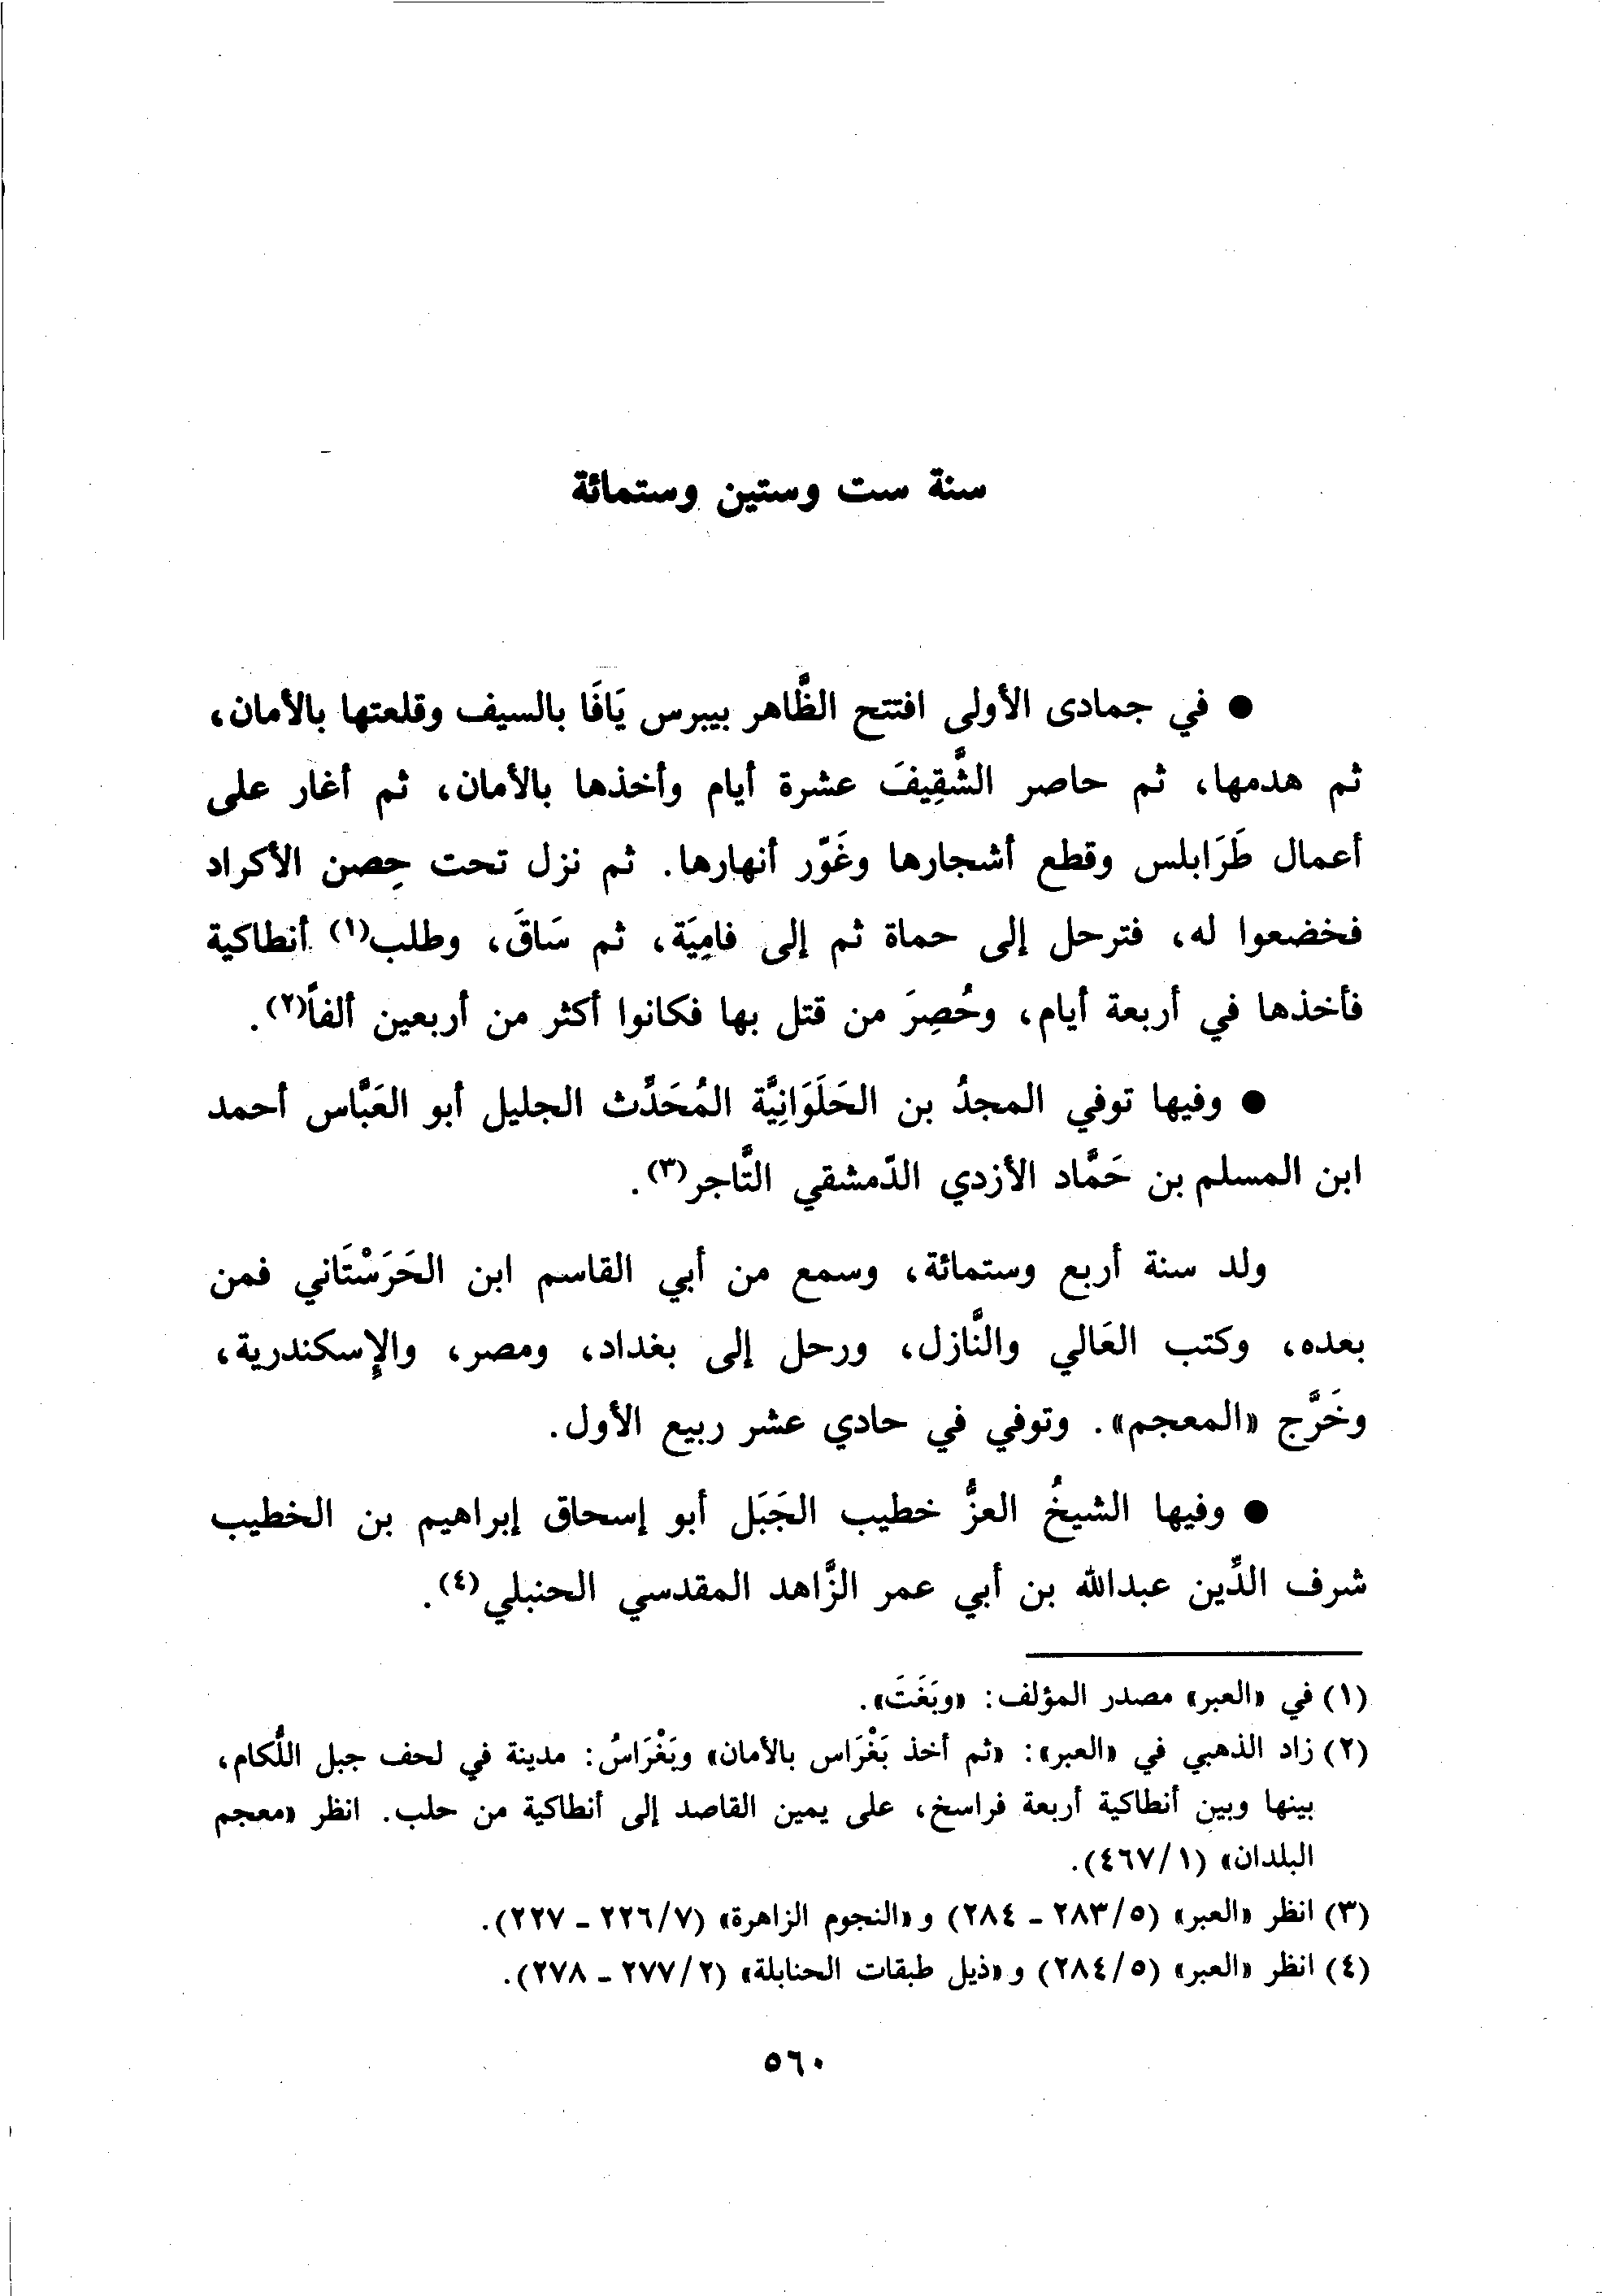 سنة ست وستين وستمائة
● في جمادى الأولى افتتح الظَّاهر بيبرس يَافَا بالسيف وقلعتها بالأمان،
ثم هدمها، ثم حاصر الشَّقِيفَ عشرة أيام وأخذها بالأمان، ثم أغار على
أعمال طَرَابلس وقطع أشجارها وغَوَّر أنهارها. ثم نزل تحت حِصن الأكراد
فخضعوا له، فترحل إلى حماة ثم إلى فامِيَة، ثم سَاقَ، وطلب(١) أنطاكية
فأخذها في أربعة أيام، وحُصِرَ من قتل بها فكانوا أكثر من أربعين ألفاً(٢).
● وفيها توفي المجدُ بن الحَلَوَانِيَّة المُحَدِّث الجليل أبو العَبَّاس أحمد
ابن المسلم بن حَمَّاد الأزدي الدّمشقي التَّاجر(٣).
ولد سنة أربع وستمائة، وسمع من أبي القاسم ابن الحَرَسْتَاني فمن
بعده، وكتب العَالي والنَّازل، ورحل إلى بغداد، ومصر، والإسكندرية،
وخَرَّج «المعجم». وتوفي في حادي عشر ربيع الأول.
● وفيها الشيخُ العزُّ خطيب الجَبَل أبو إسحاق إبراهيم بن الخطيب
شرف الدِّين عبدالله بن أبي عمر الزَّاهد المقدسي الحنبلي(٤).
(١) في «العبر» مصدر المؤلف: «وبَغَتَ».
(٢) زاد الذهبي في «العبر»: «ثم أخذ بَغْرَاس بالأمان» وبَغْرَاسُ: مدينة في لحف جبل اللُّكام،
بينها وبين أنطاكية أربعة فراسخ، على يمين القاصد إلى أنطاكية من حلب. انظر «معجم
البلدان» (٤٦٧/١).
(٣) انظر «العبر» (٢٨٣/٥ - ٢٨٤) و«النجوم الزاهرة» (٢٢٦/٧ - ٢٢٧).
(٤) انظر «العبر» (٢٨٤/٥) و«ذيل طبقات الحنابلة» (٢٧٧/٢ - ٢٧٨).
٥٦٠